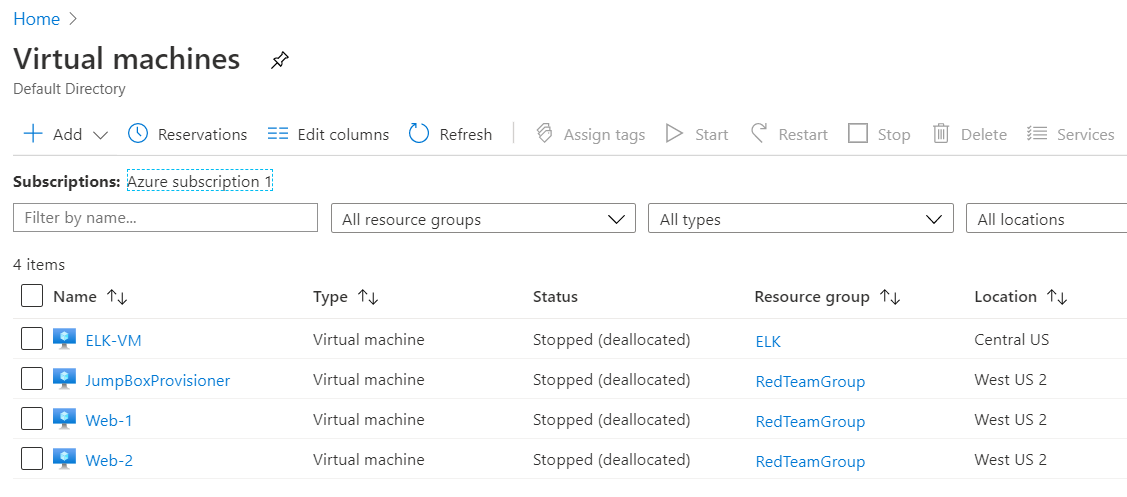 Home
Virtual machines
Default Directory
Add Reservations Edit columns Refresh Assign tags Start Restart Stop Delete Services
Subscriptions: Azure subscription 1
Filter by name... All resource groups All types All locations
4 items
Name Type Status Resource group Location
ELK-VM Virtual machine Stopped (deallocated) ELK Central US
JumpBoxProvisioner Virtual machine Stopped (deallocated) RedTeamGroup West US 2
Web-1 Virtual machine Stopped (deallocated) RedTeamGroup West US 2
Web-2 Virtual machine Stopped (deallocated) RedTeamGroup West US 2